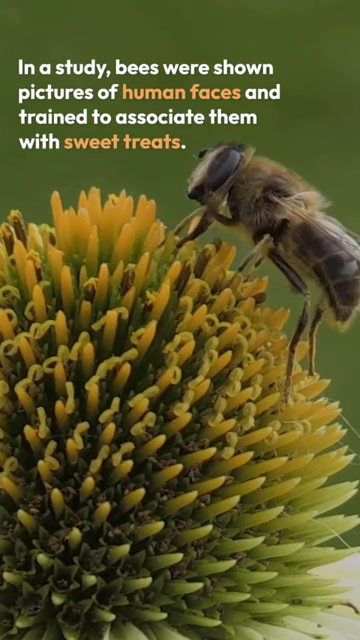 In a study, bees were shown
pictures of human faces and
trained to associate them
with sweet treats.